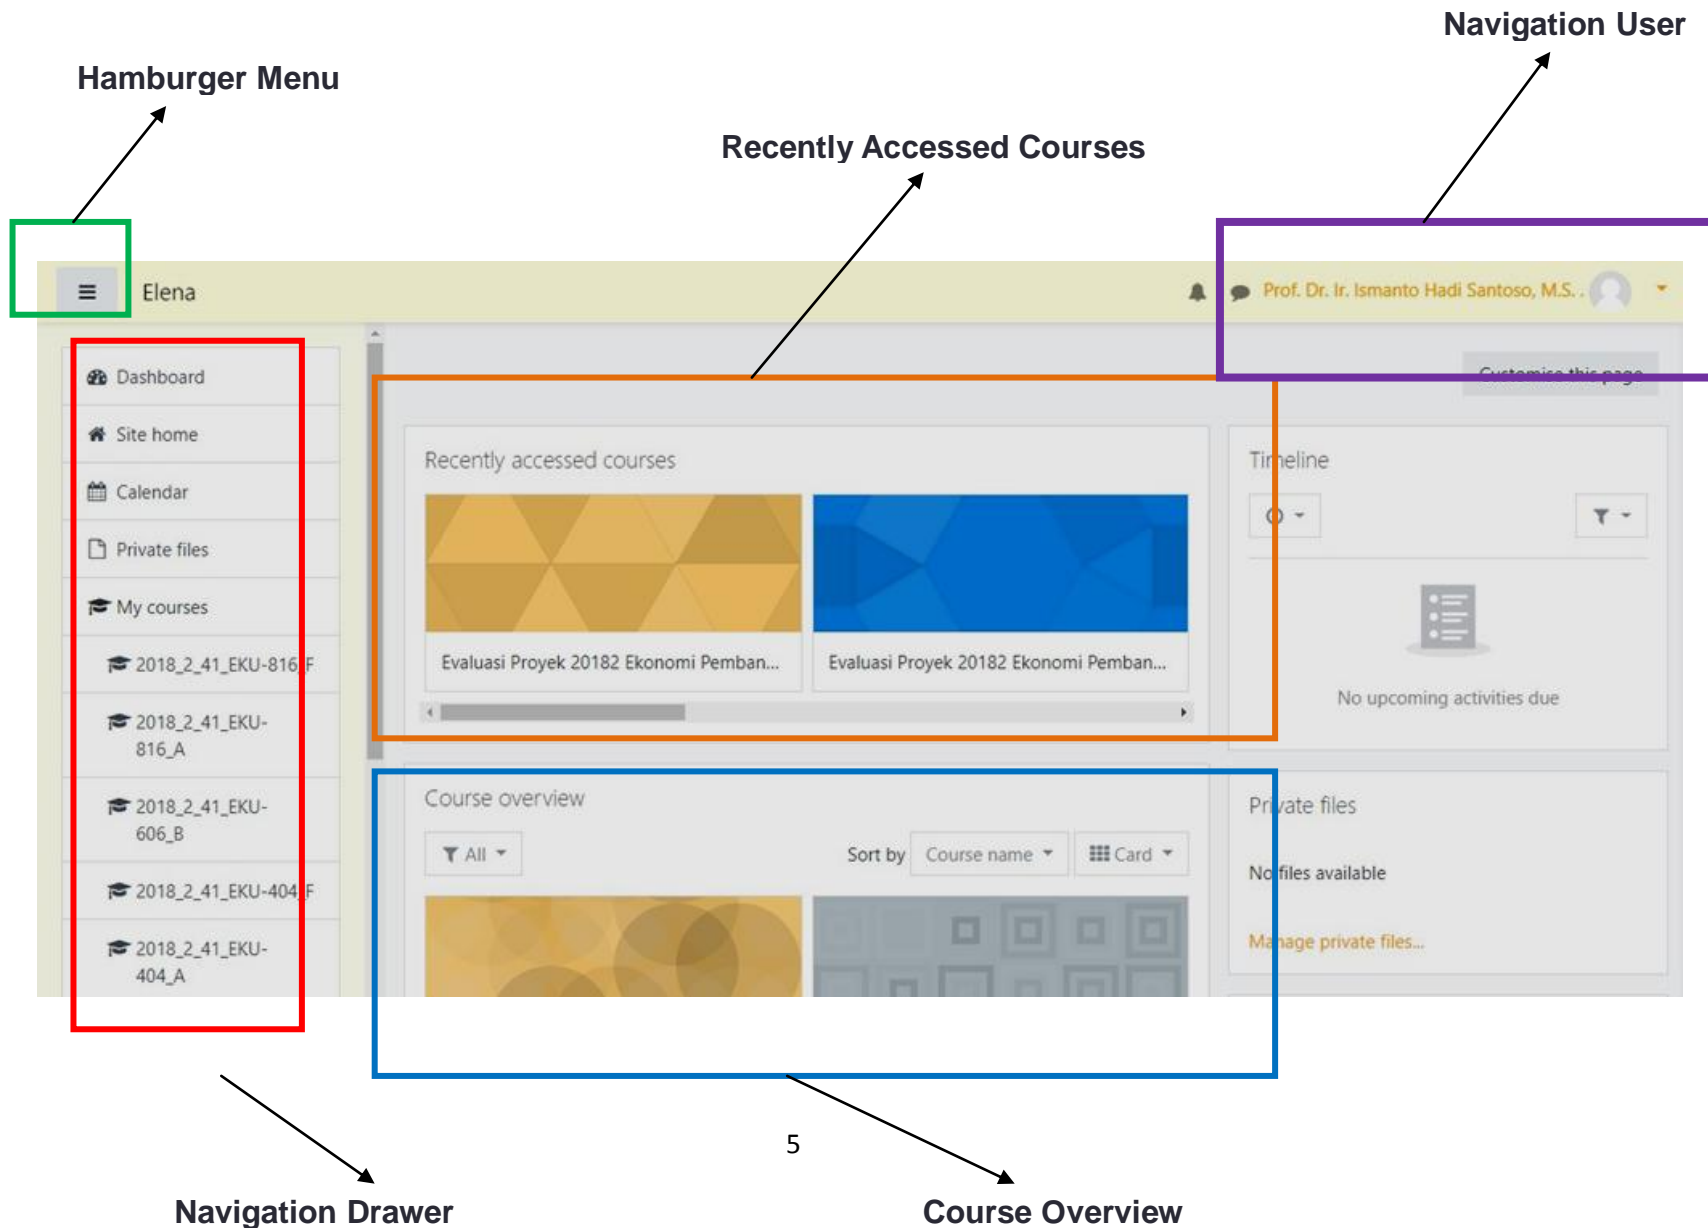 Navigation User
Hamburger Menu
Recently Accessed Courses
Elena
Prof. Dr. Ir. Ismanto Hadi Santoso, M.S. .
Customise this page
Dashboard
Site home
Calendar
Private files
My courses
2018_2_41_EKU-816_F
2018_2_41_EKU-
816_A
2018_2_41_EKU-
606_B
2018_2_41_EKU-404_F
2018_2_41_EKU-
404_A
Recently accessed courses
Evaluasi Proyek 20182 Ekonomi Pemban...
Evaluasi Proyek 20182 Ekonomi Pemban...
Timeline
No upcoming activities due
Course overview
All
Sort by
Course name
Card
Private files
No files available
Manage private files...
5
Navigation Drawer
Course Overview